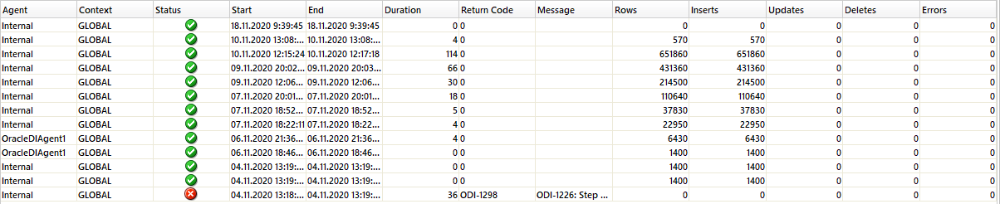 Agent Context Status Start End Duration Return Code Message Rows Inserts Updates Deletes Errors
Internal GLOBAL 18.11.2020 9:39:45 18.11.2020 9:39:45 0 0 0 0 0 0 0
Internal GLOBAL 10.11.2020 13:08:... 10.11.2020 13:08:... 4 0 570 570 0 0 0
Internal GLOBAL 10.11.2020 12:15:24 10.11.2020 12:17:18 114 0 651860 651860 0 0 0
Internal GLOBAL 09.11.2020 20:02... 09.11.2020 20:03... 66 0 431360 431360 0 0 0
Internal GLOBAL 09.11.2020 12:06... 09.11.2020 12:06... 30 0 214500 214500 0 0 0
Internal GLOBAL 07.11.2020 20:01... 07.11.2020 20:01... 18 0 110640 110640 0 0 0
Internal GLOBAL 07.11.2020 18:52... 07.11.2020 18:52... 5 0 37830 37830 0 0 0
Internal GLOBAL 07.11.2020 18:22:11 07.11.2020 18:22... 4 0 22950 22950 0 0 0
OracleDIAgent1 GLOBAL 06.11.2020 21:36... 06.11.2020 21:36... 4 0 6430 6430 0 0 0
OracleDIAgent1 GLOBAL 06.11.2020 18:46... 06.11.2020 18:46... 0 0 1400 1400 0 0 0
Internal GLOBAL 04.11.2020 13:19:... 04.11.2020 13:19:... 0 0 1400 1400 0 0 0
Internal GLOBAL 04.11.2020 13:19:... 04.11.2020 13:19:... 0 0 1400 1400 0 0 0
Internal GLOBAL 04.11.2020 13:18:... 04.11.2020 13:19:... 36 ODI-1298 ODI-1226: Step ... 0 0 0 0 0